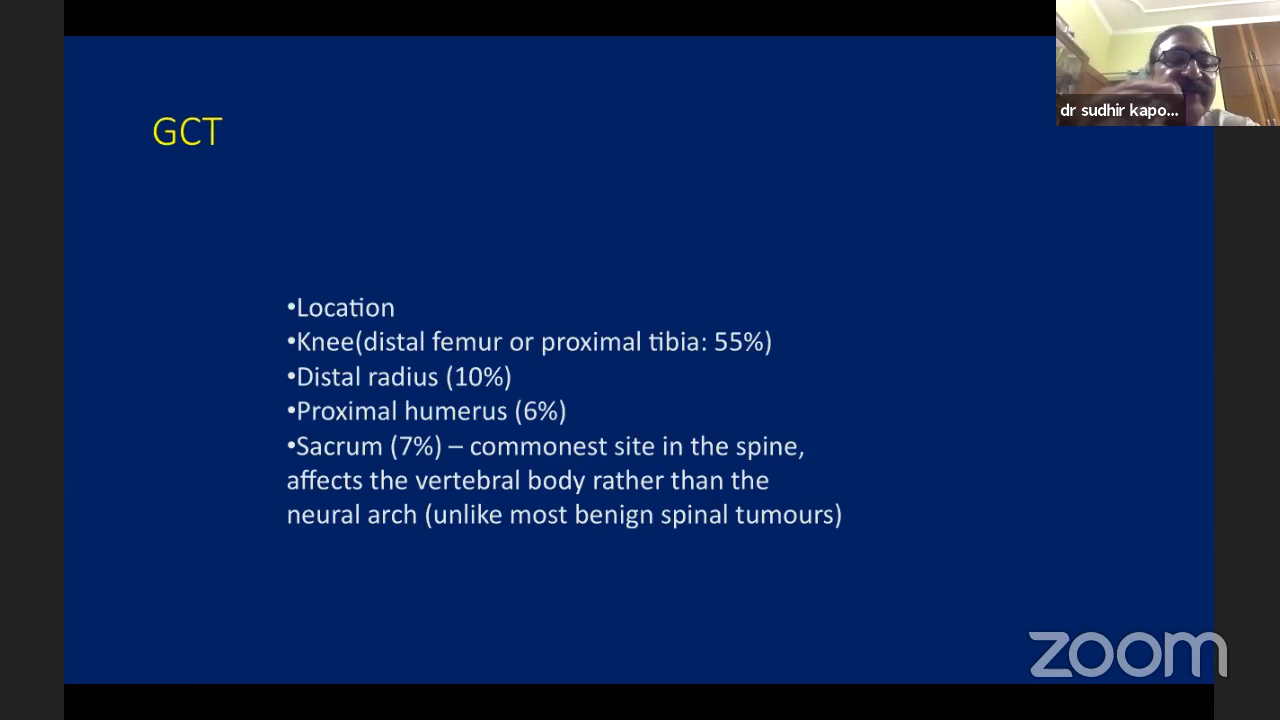 dr sudhir kapo...
GCT
•Location
•Knee(distal femur or proximal tibia: 55%)
•Distal radius (10%)
•Proximal humerus (6%)
•Sacrum (7%) – commonest site in the spine,
affects the vertebral body rather than the
neural arch (unlike most benign spinal tumours)
zoom